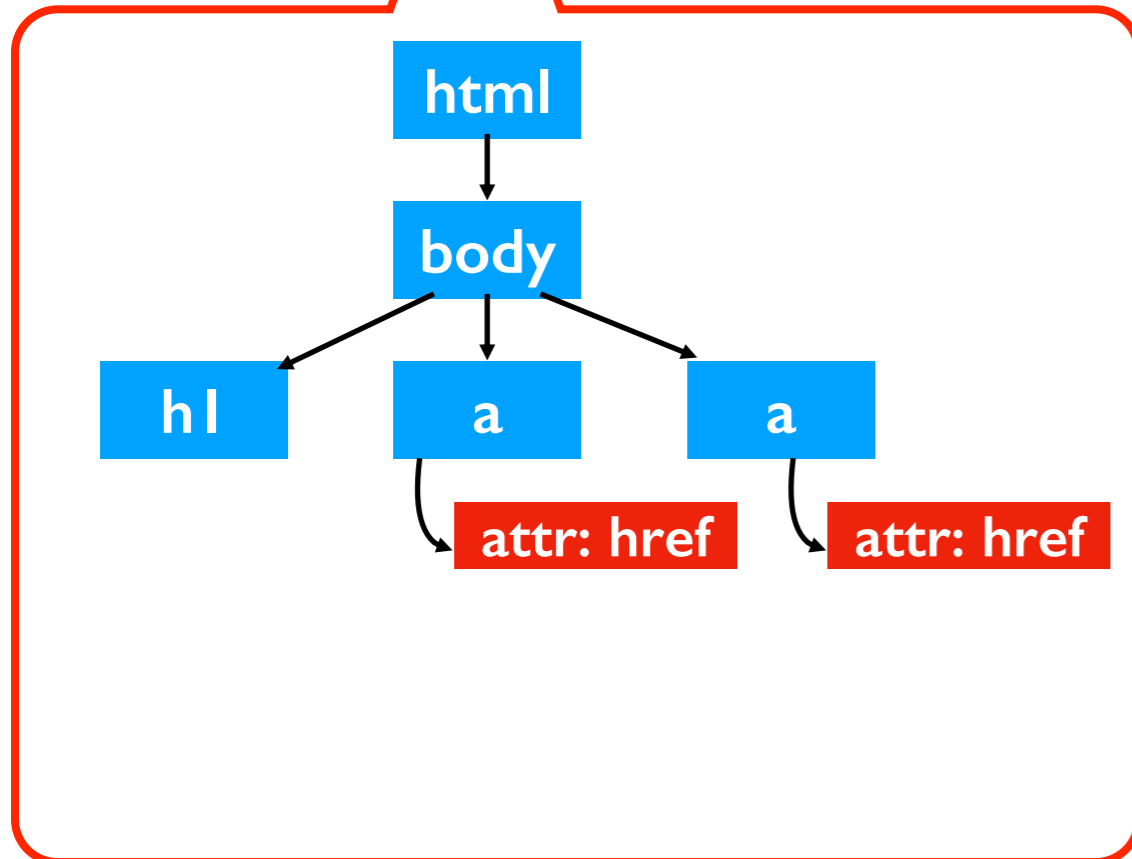 html
body
h1
a
a
attr: href
attr: href